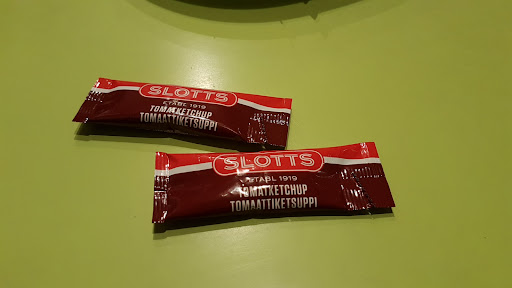 SLOTTS
ETABL 1919
TOMATKETCHUP
TOMAATTIKETSUPPI
SLOTTS
ETABL 1919
TOMATKETCHUP
TOMAATTIKETSUPPI